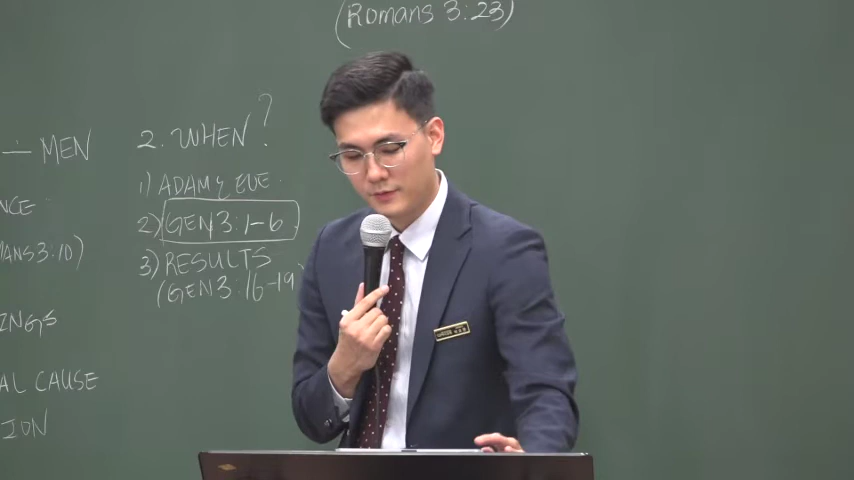 (Romans 3:23)
— MEN
NCE
MANS 3:10)
INGS
AL CAUSE
ION
2. WHEN?
1) ADAM & EVE.
2) GEN 3:1-6
3) RESULTS
(GEN 3:16-19